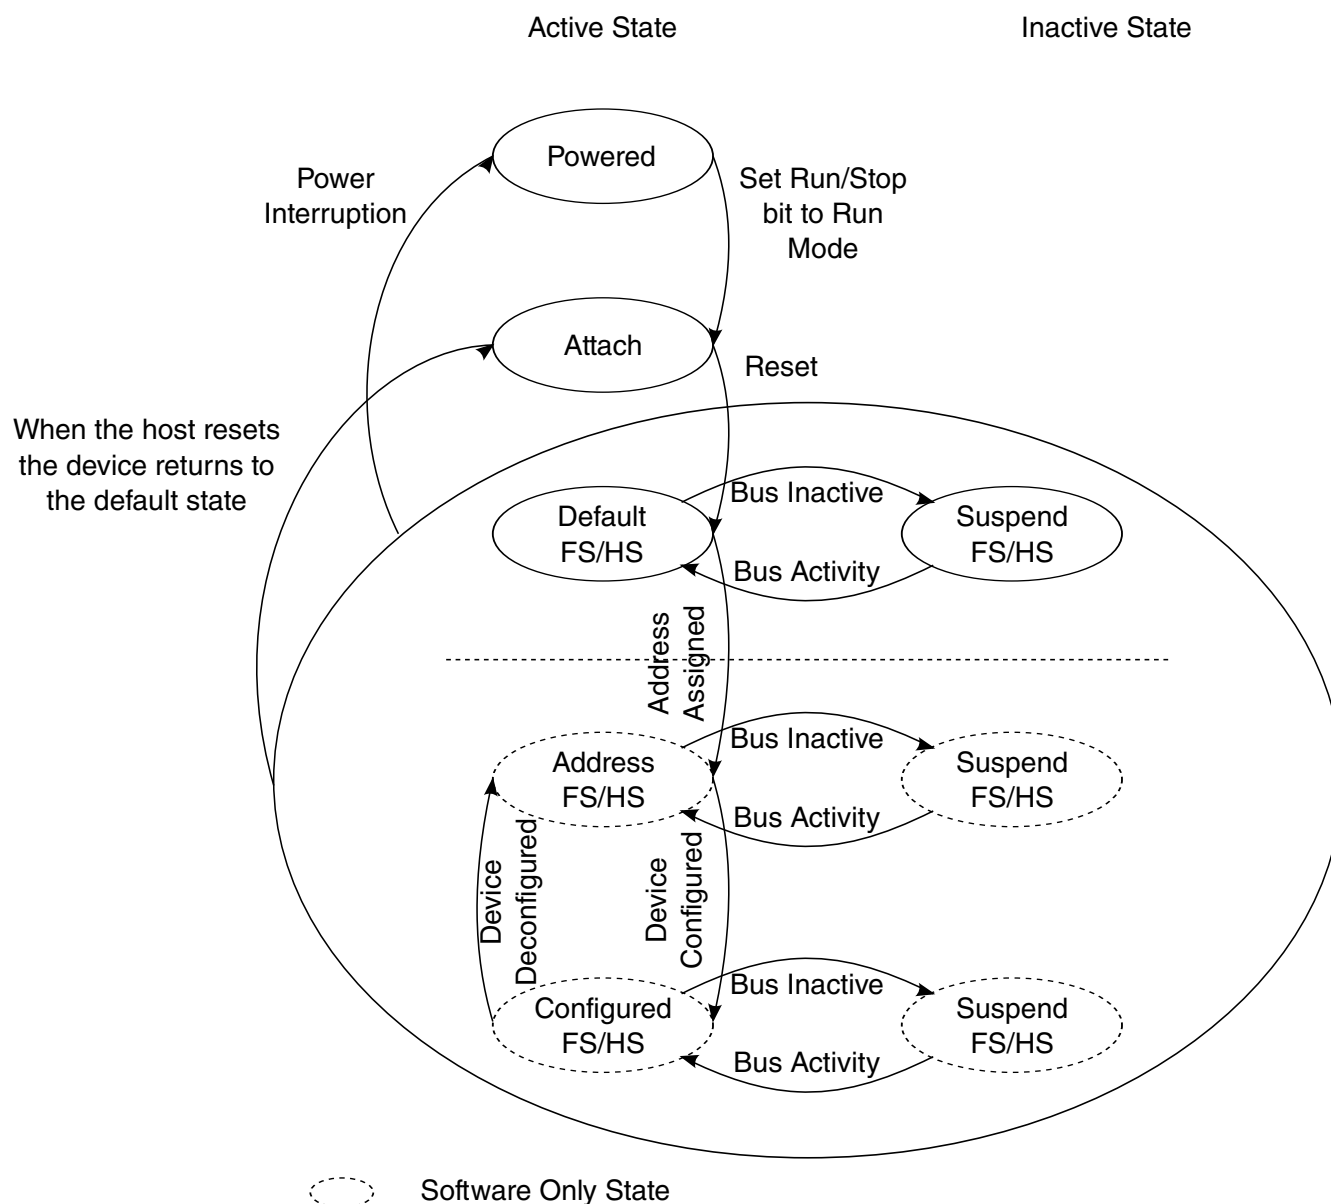 Active State
Inactive State
Powered
Power
Interruption
Set Run/Stop
bit to Run
Mode
Attach
Reset
When the host resets
the device returns to
the default state
Default
FS/HS
Bus Inactive
Bus Activity
Suspend
FS/HS
Address
Assigned
Address
FS/HS
Bus Inactive
Bus Activity
Suspend
FS/HS
Device
Deconfigured
Device
Configured
Configured
FS/HS
Bus Inactive
Bus Activity
Suspend
FS/HS
Software Only State